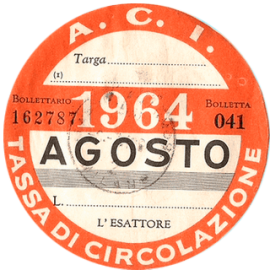 A. C. I.
Targa
(1)
BOLLETTARIO 1964 BOLLETTA
162787 041
AGOSTO
L.
L'ESATTORE
TASSA DI CIRCOLAZIONE